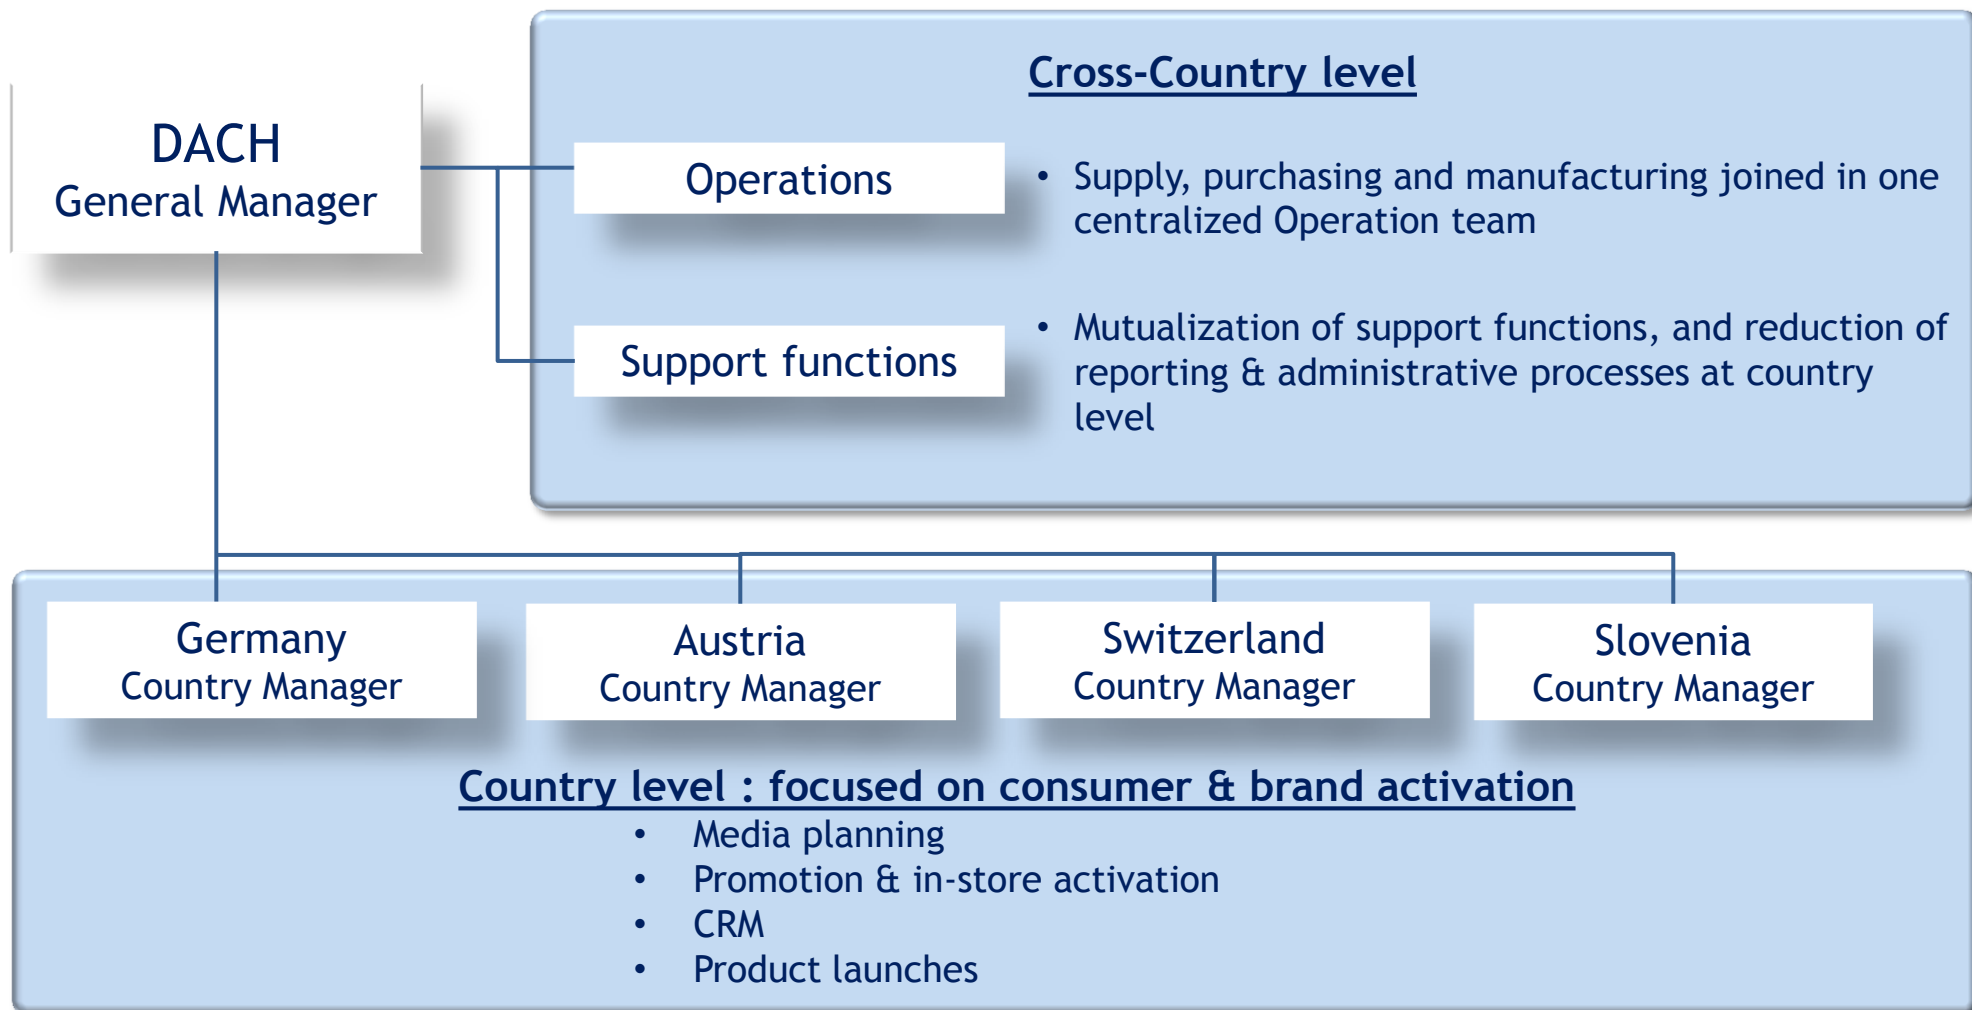 Cross-Country level
DACH
General Manager
Operations
• Supply, purchasing and manufacturing joined in one
centralized Operation team
Support functions
• Mutualization of support functions, and reduction of
reporting & administrative processes at country
level
Germany
Country Manager
Austria
Country Manager
Switzerland
Country Manager
Slovenia
Country Manager
Country level : focused on consumer & brand activation
• Media planning
• Promotion & in-store activation
• CRM
• Product launches